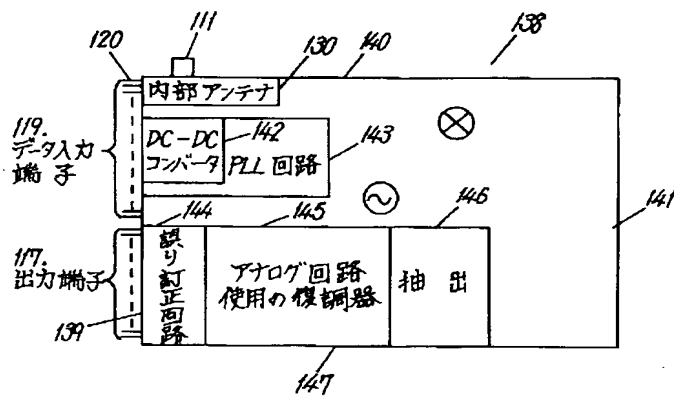 111
120
130
140
138
内部アンテナ
119.
データ入力
端子
DC-DC
コンバータ
142
PLL回路
143
144
145
146
141
117.
出力端子
139
誤り訂正回路
アナログ回路
使用の復調器
抽出
147